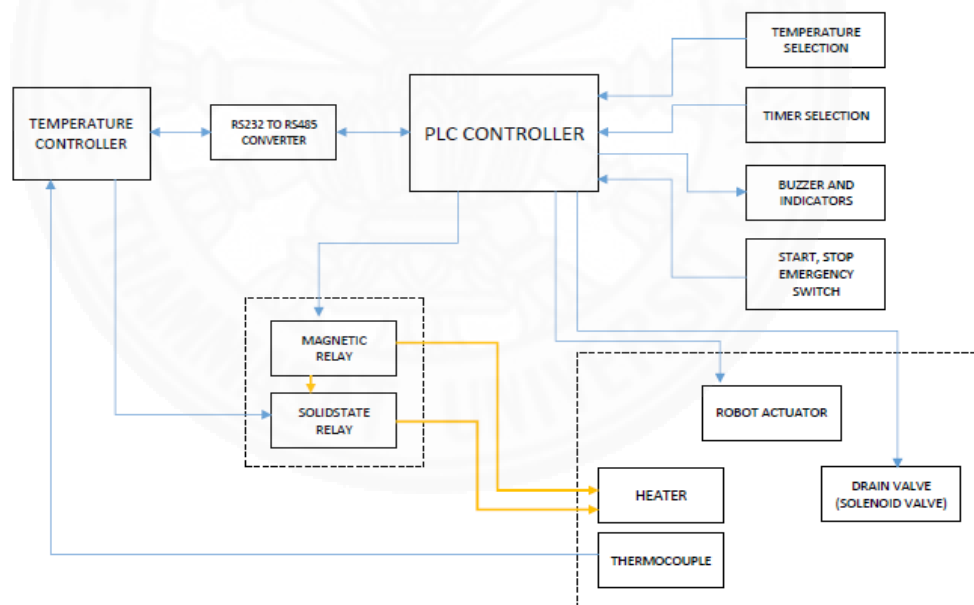 TEMPERATURE
SELECTION
TEMPERATURE
CONTROLLER
RS232 TO RS485
CONVERTER
PLC CONTROLLER
TIMER SELECTION
BUZZER AND
INDICATORS
START, STOP
EMERGENCY
SWITCH
MAGNETIC
RELAY
SOLIDSTATE
RELAY
ROBOT ACTUATOR
HEATER
DRAIN VALVE
(SOLENOID VALVE)
THERMOCOUPLE